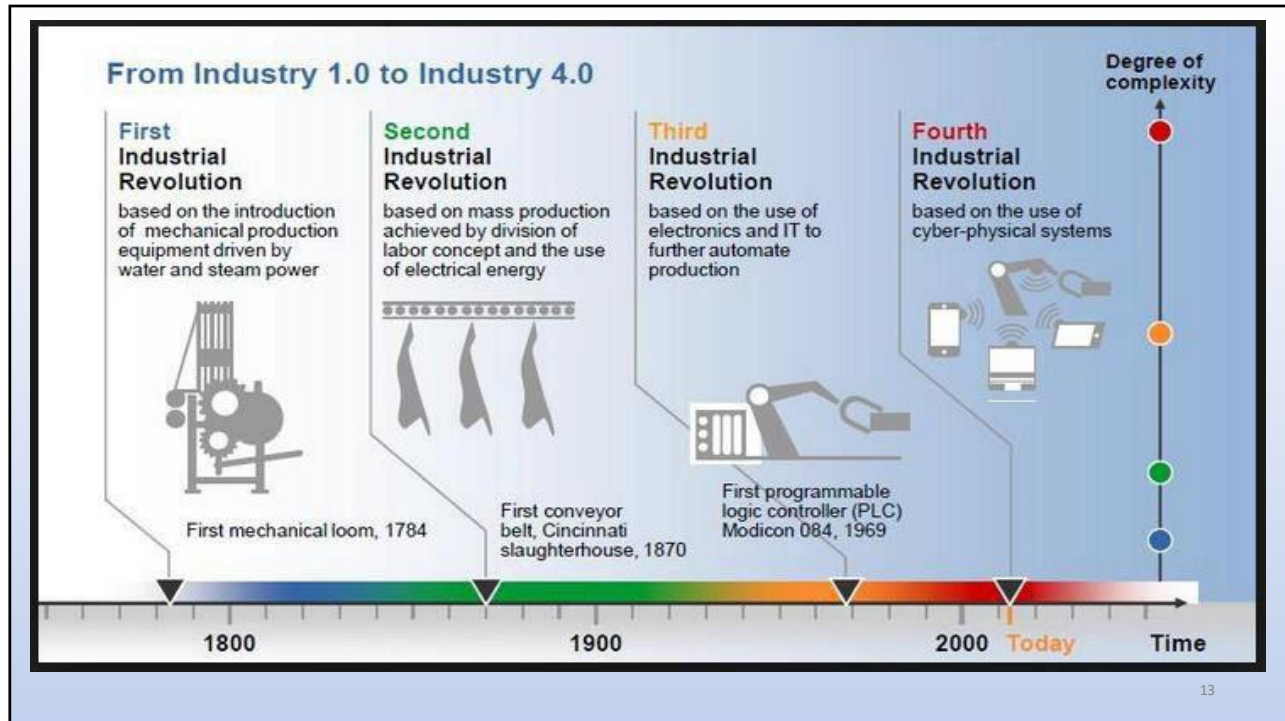 From Industry 1.0 to Industry 4.0
Degree of
complexity
First
Industrial
Revolution
based on the introduction
of mechanical production
equipment driven by
water and steam power
Second
Industrial
Revolution
based on mass production
achieved by division of
labor concept and the use
of electrical energy
Third
Industrial
Revolution
based on the use of
electronics and IT to
further automate
production
Fourth
Industrial
Revolution
based on the use of
cyber-physical systems
First mechanical loom, 1784
First conveyor
belt, Cincinnati
slaughterhouse, 1870
First programmable
logic controller (PLC)
Modicon 084, 1969
1800
1900
2000
Today
Time
13